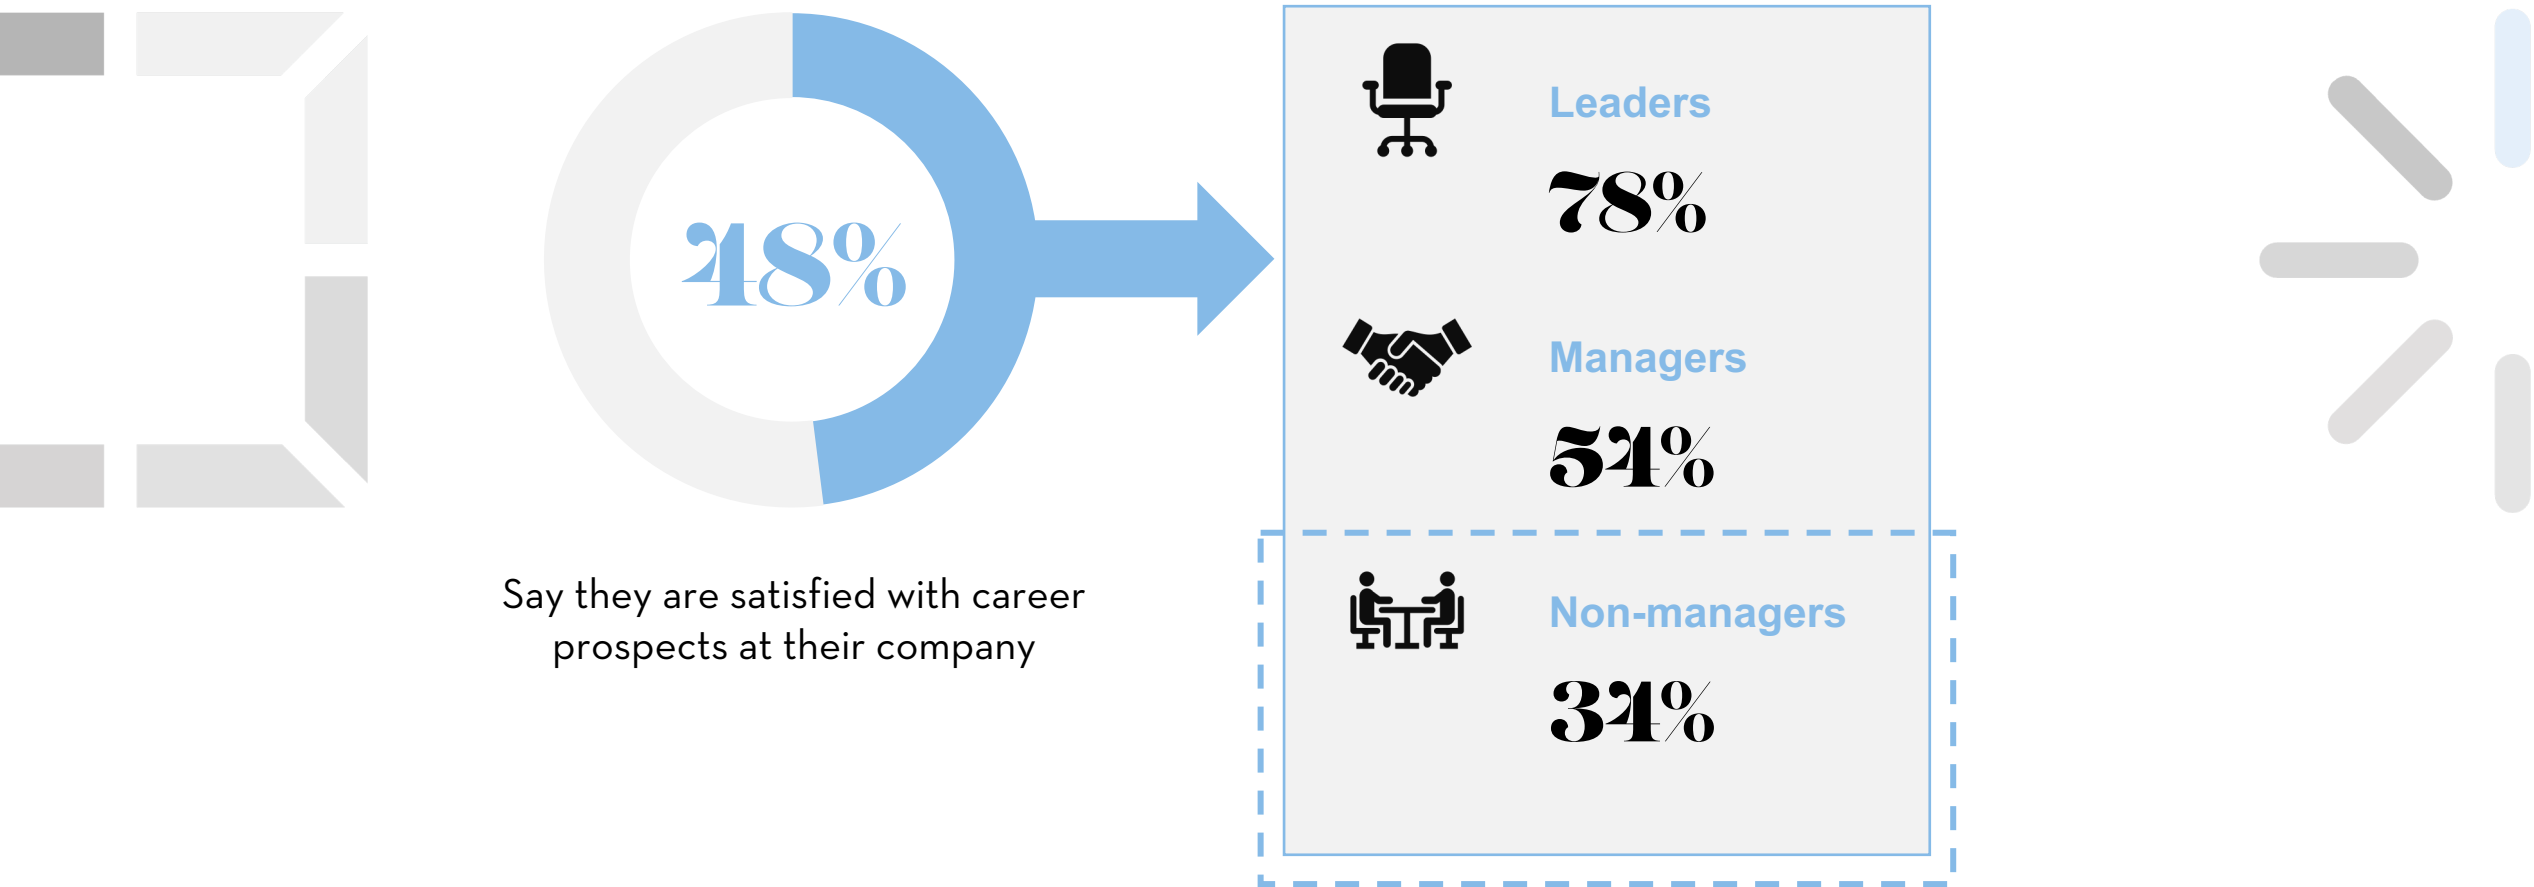 48%
Say they are satisfied with career
prospects at their company
Leaders
78%
Managers
54%
Non-managers
34%